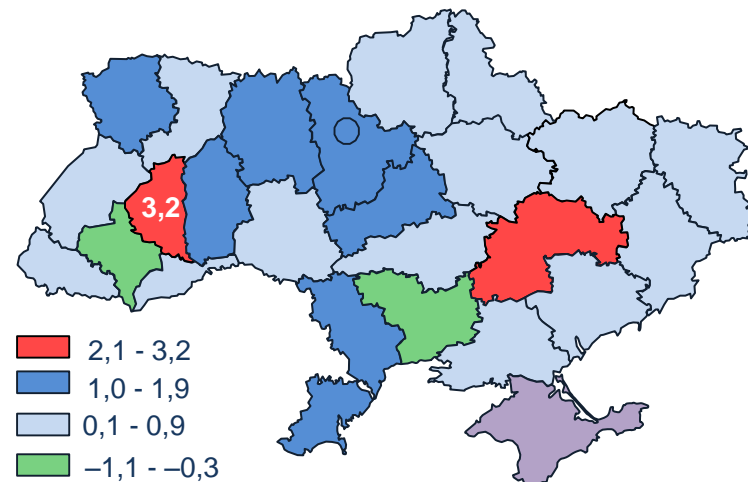 3,2
2,1 - 3,2
1,0 - 1,9
0,1 - 0,9
–1,1 - –0,3